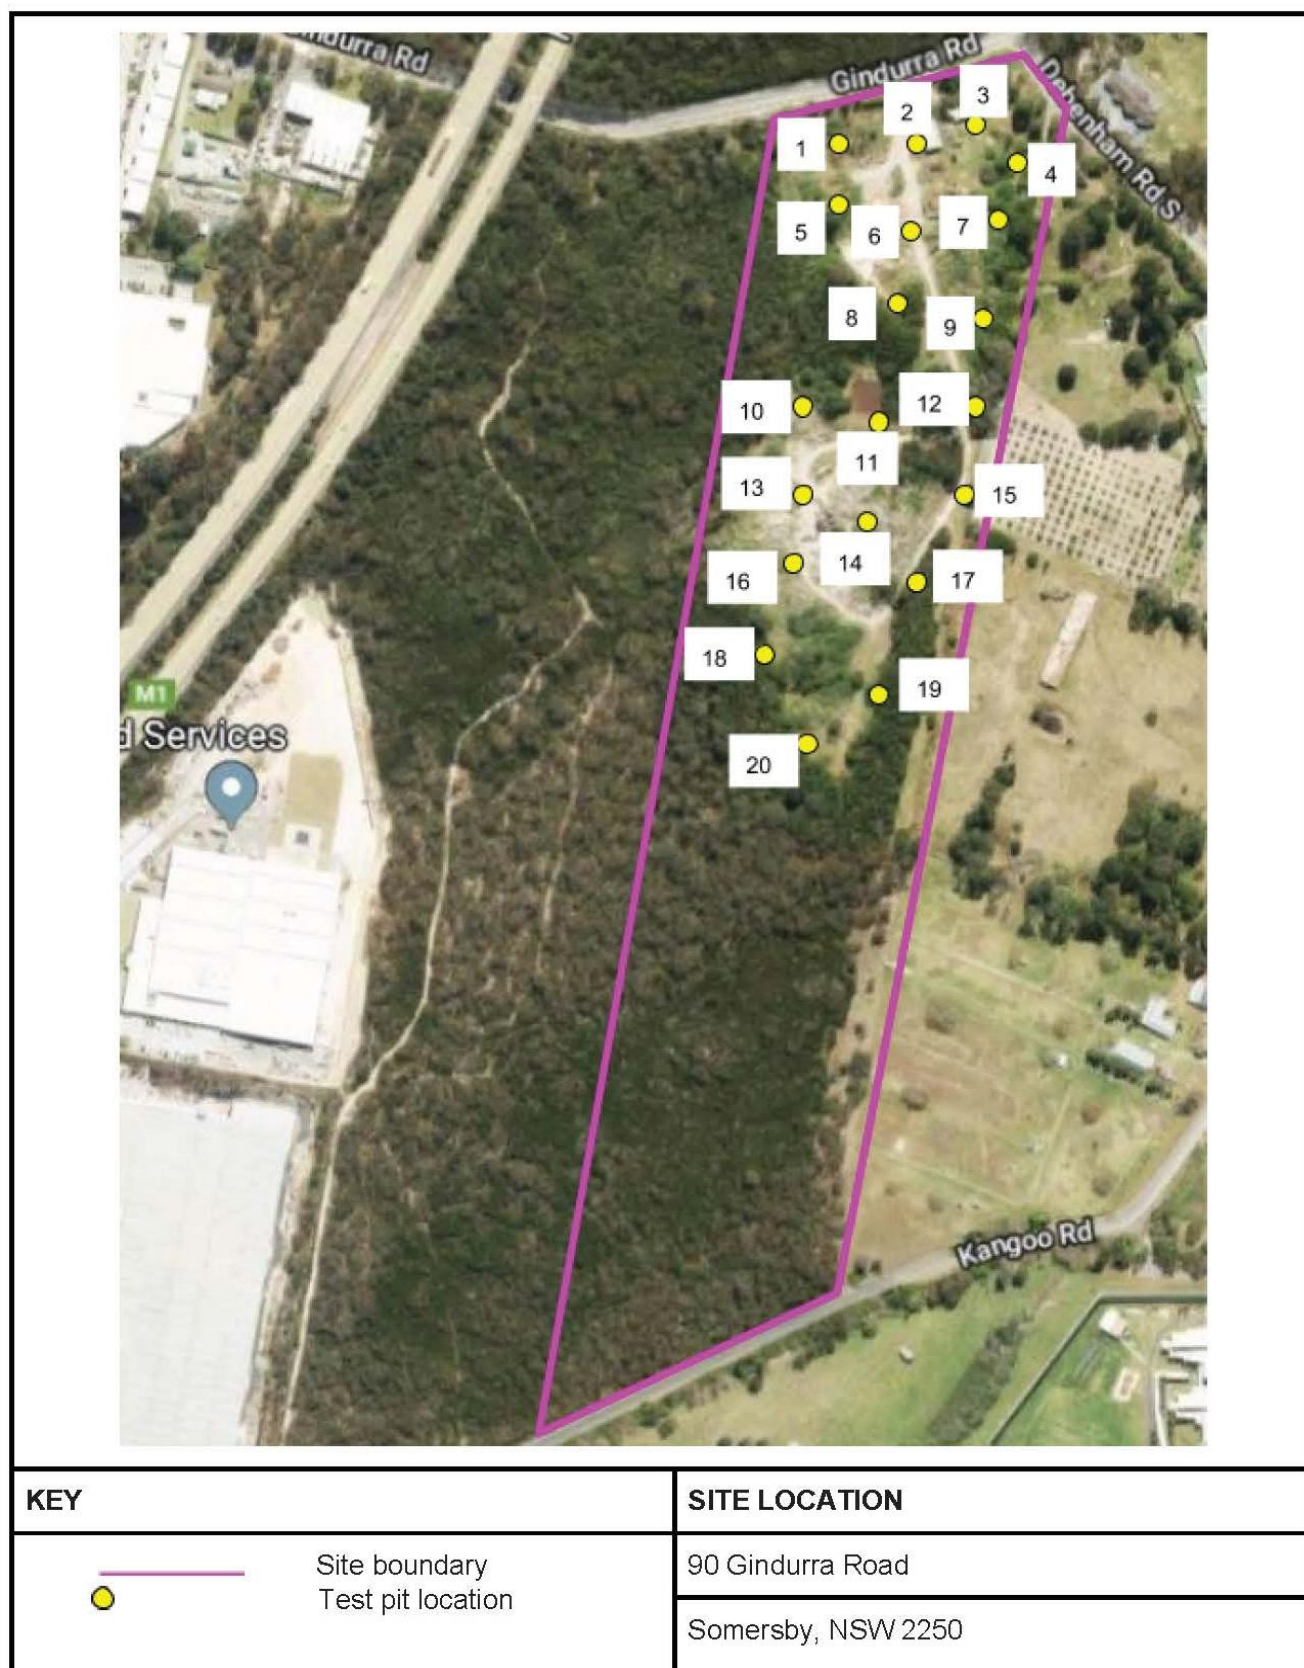 indurra Rd
Gindurra Rd
Debenham Rd S
1
2
3
4
5
6
7
8
9
10
11
12
13
14
15
16
17
18
19
20
M1
d Services
Kangoo Rd
KEY
SITE LOCATION
Site boundary
Test pit location
90 Gindurra Road
Somersby, NSW 2250